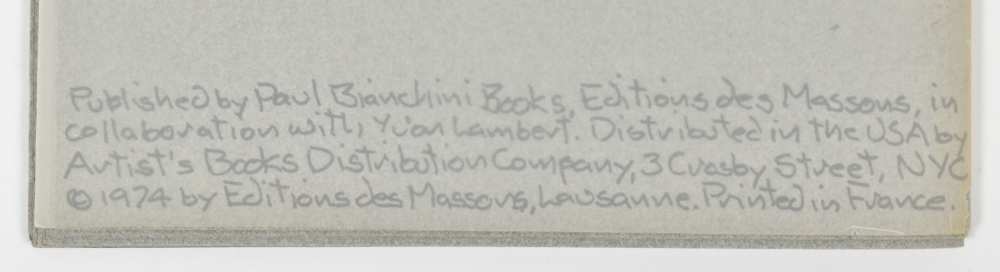 Published by Paul Bianchini Books, Editions des Massons, in
collaboration with Yvon Lambert. Distributed in the USA by
Artist's Books Distribution Company, 3 Crosby Street, NYC
© 1974 by Editions des Massons, Lausanne. Printed in France.